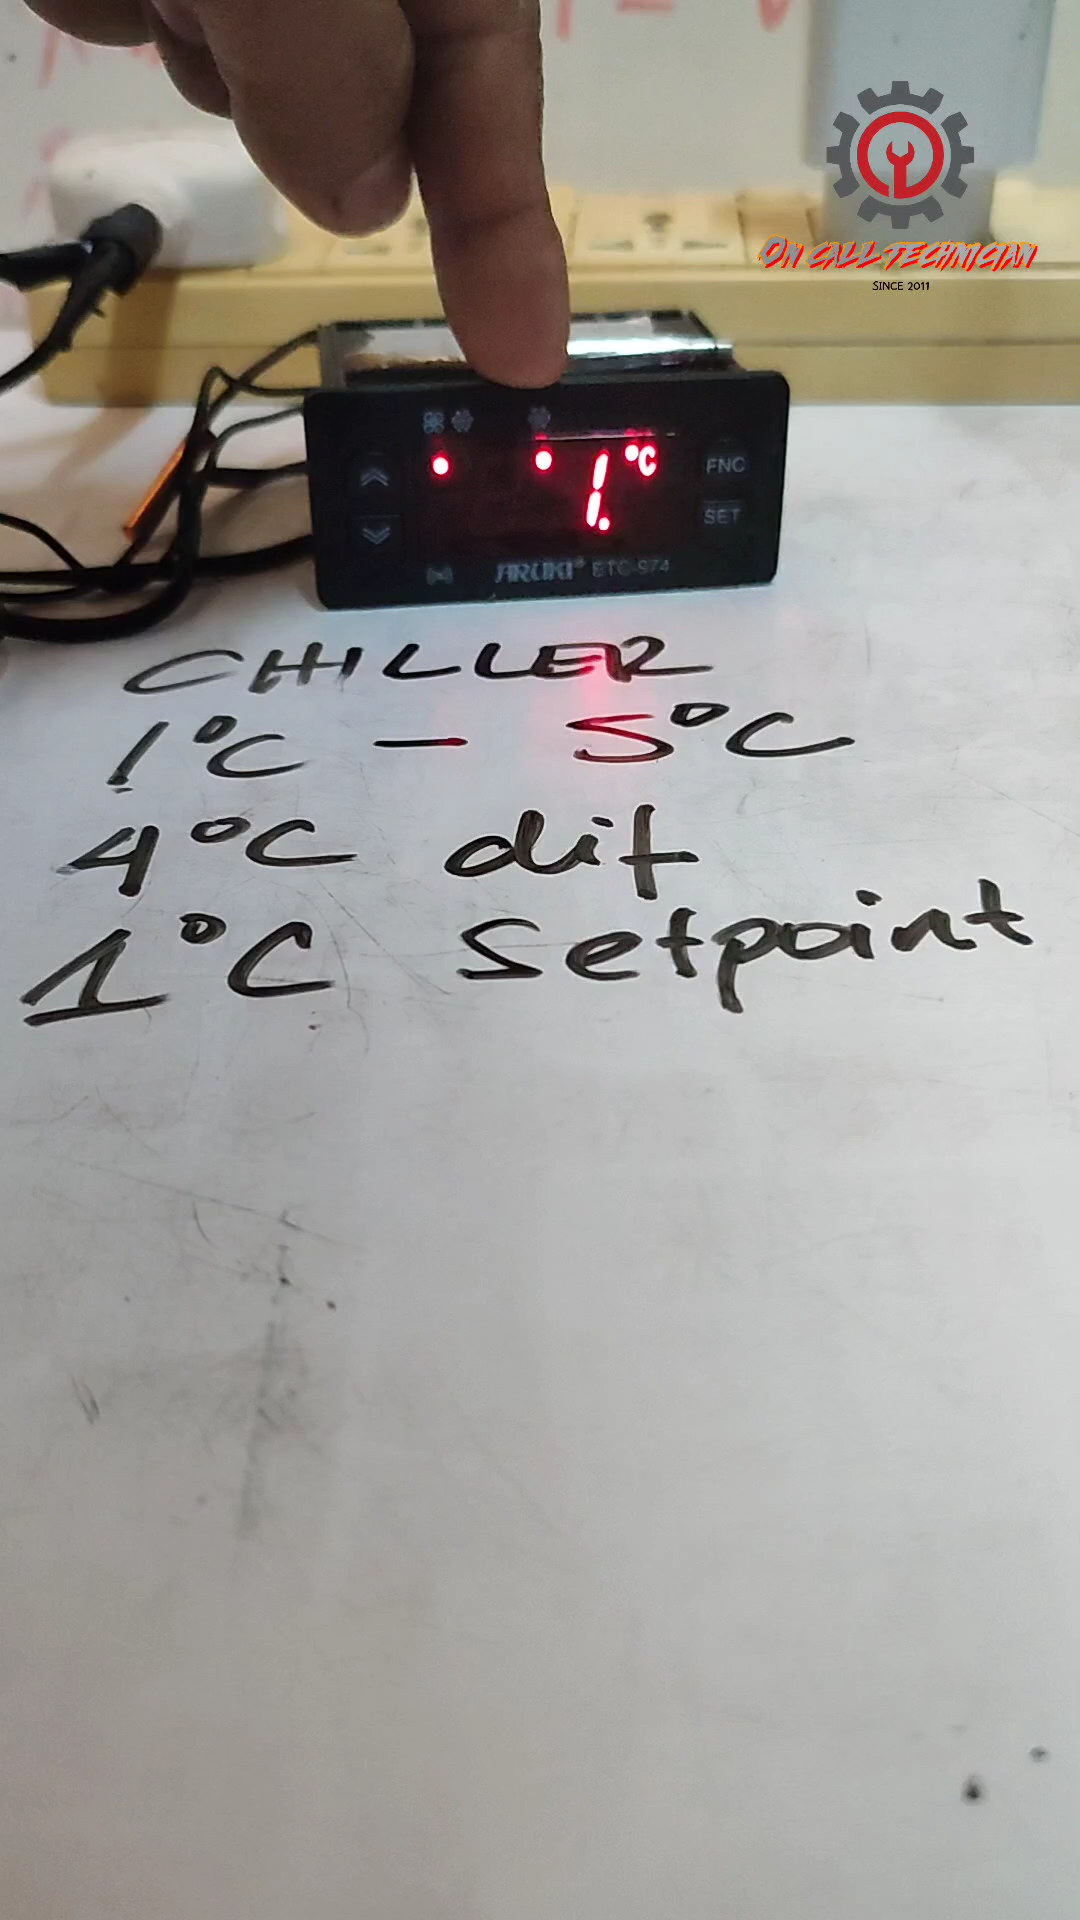 ON CALL TECHNICIAN
SINCE 2011
1. °C
FNC
SET
ARUKI® ETC-974
CHILLER
1°C - 5°C
4°C dif
1°C Setpoint